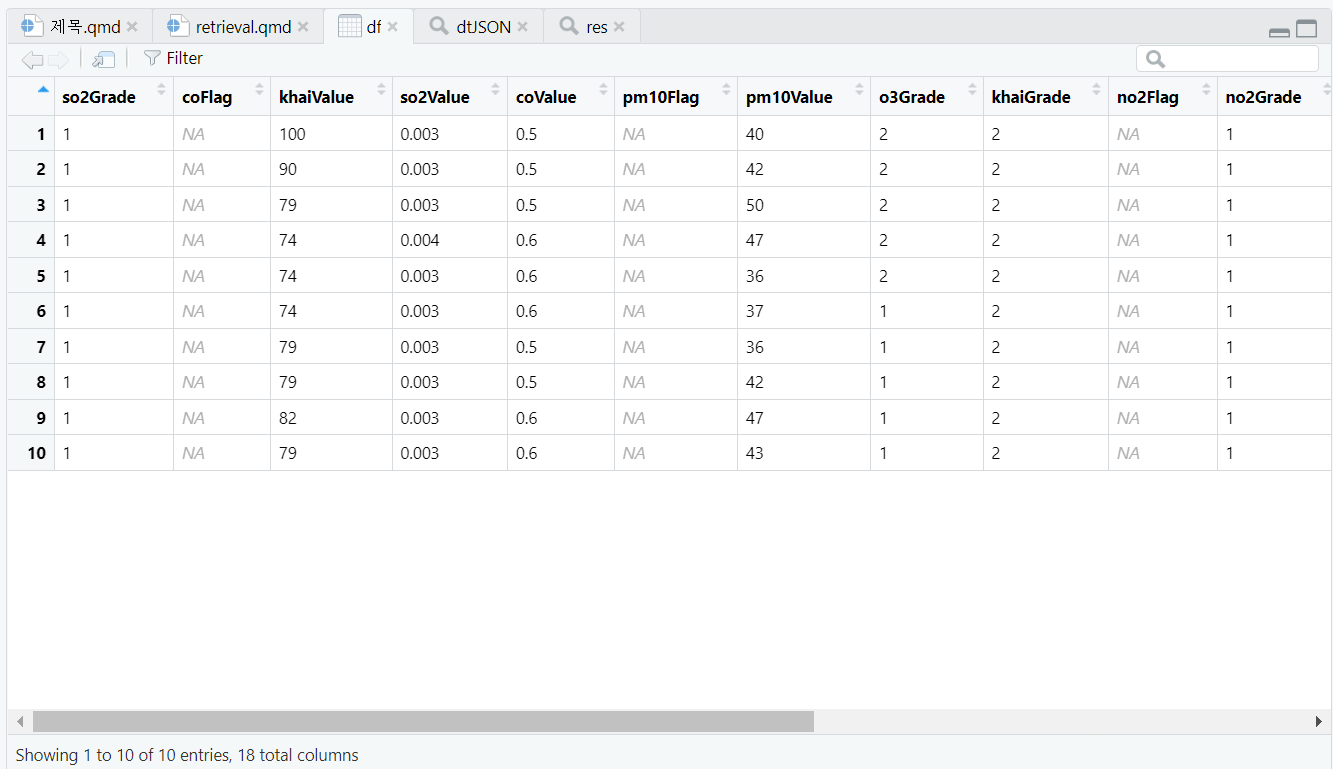 제목.qmd retrieval.qmd df dtJSON res
Filter
so2Grade coFlag khaiValue so2Value coValue pm10Flag pm10Value o3Grade khaiGrade no2Flag no2Grade
1 1 NA 100 0.003 0.5 NA 40 2 2 NA 1
2 1 NA 90 0.003 0.5 NA 42 2 2 NA 1
3 1 NA 79 0.003 0.5 NA 50 2 2 NA 1
4 1 NA 74 0.004 0.6 NA 47 2 2 NA 1
5 1 NA 74 0.003 0.6 NA 36 2 2 NA 1
6 1 NA 74 0.003 0.6 NA 37 1 2 NA 1
7 1 NA 79 0.003 0.5 NA 36 1 2 NA 1
8 1 NA 79 0.003 0.5 NA 42 1 2 NA 1
9 1 NA 82 0.003 0.6 NA 47 1 2 NA 1
10 1 NA 79 0.003 0.6 NA 43 1 2 NA 1
Showing 1 to 10 of 10 entries, 18 total columns